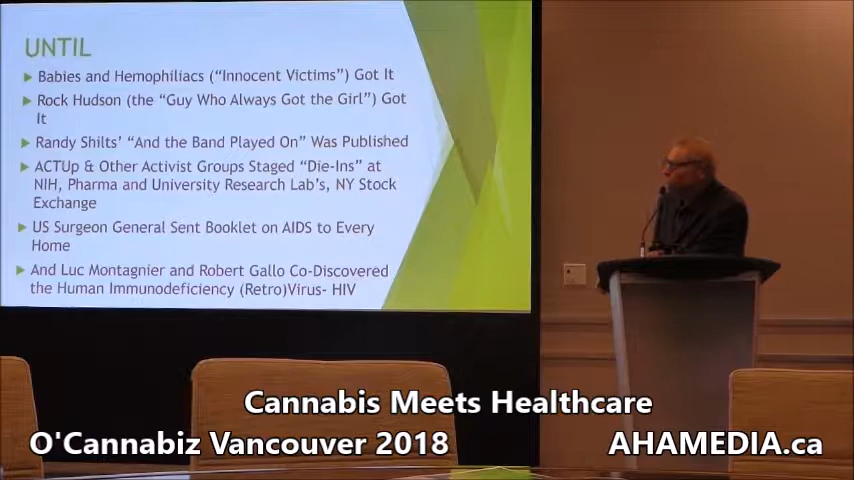 UNTIL
Babies and Hemophiliacs ("Innocent Victims") Got It
Rock Hudson (the "Guy Who Always Got the Girl") Got
It
Randy Shilts' "And the Band Played On" Was Published
ACTUp & Other Activist Groups Staged "Die-Ins" at
NIH, Pharma and University Research Lab's, NY Stock
Exchange
US Surgeon General Sent Booklet on AIDS to Every
Home
And Luc Montagnier and Robert Gallo Co-Discovered
the Human Immunodeficiency (Retro)Virus- HIV
Cannabis Meets Healthcare
O'Cannabiz Vancouver 2018
AHAMEDIA.ca